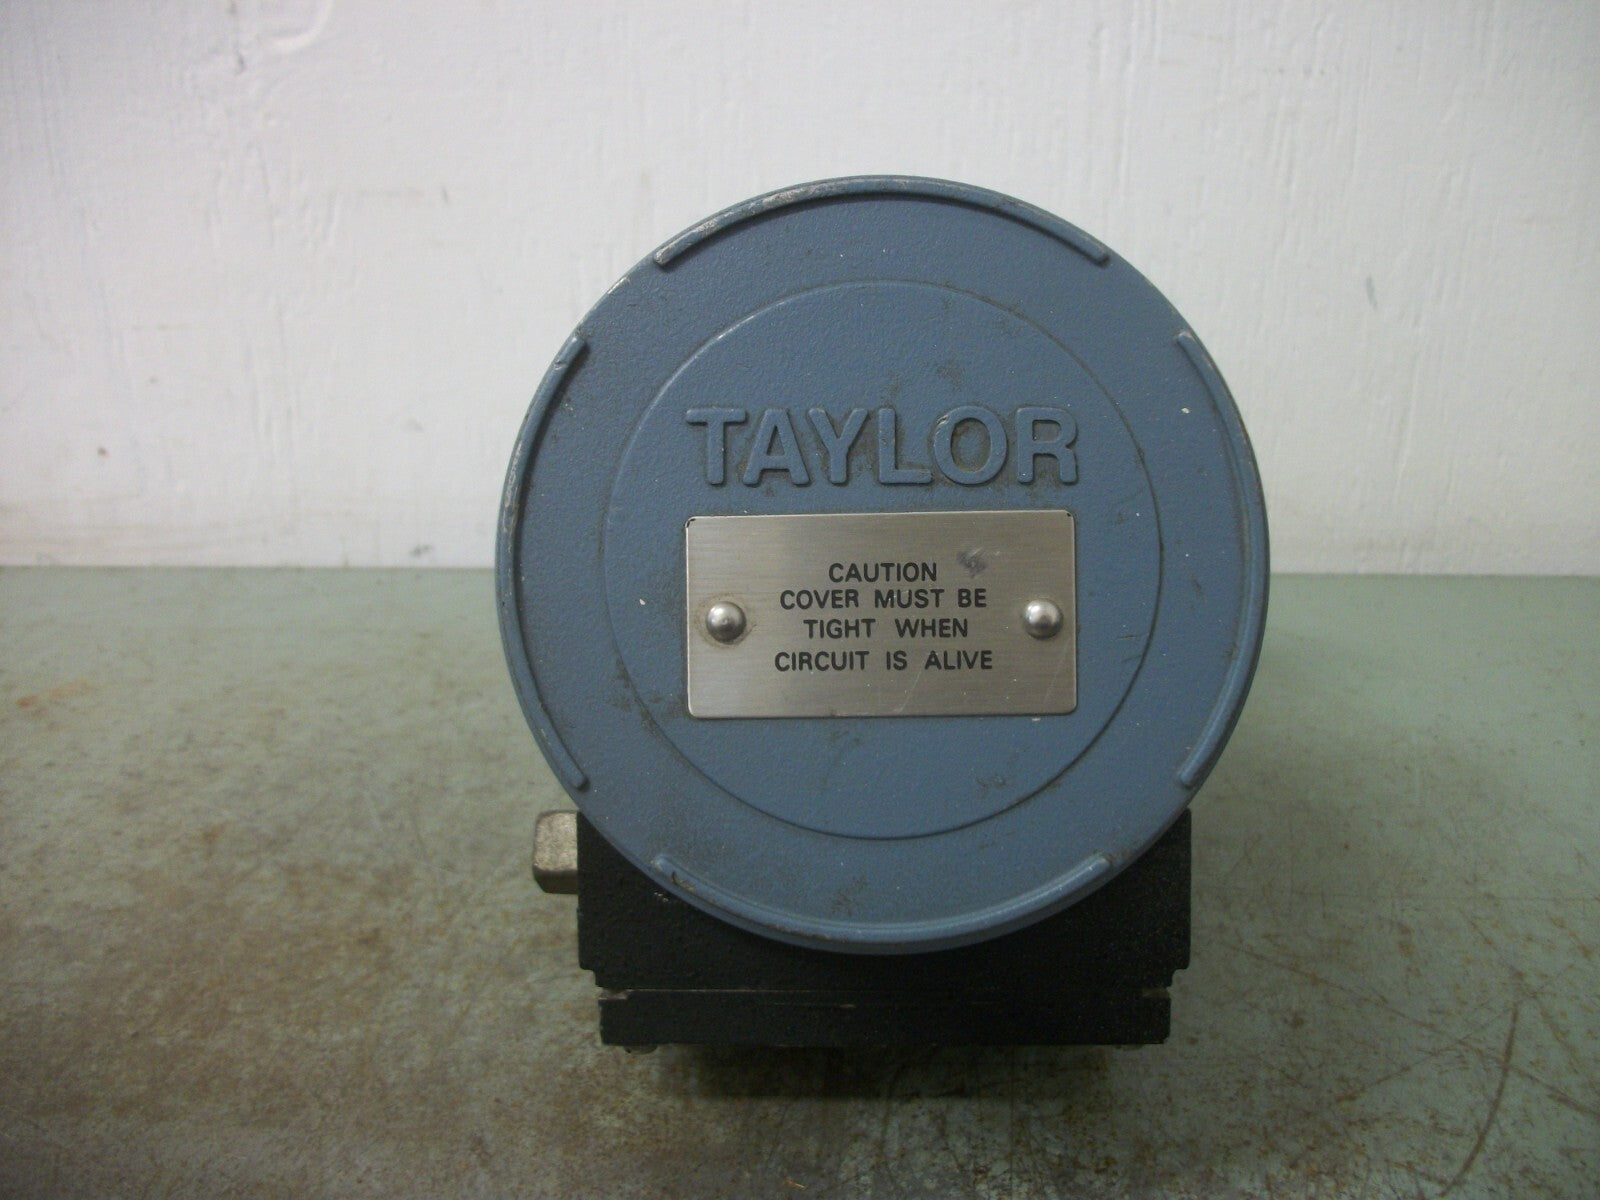 TAYLOR
CAUTION
COVER MUST BE
TIGHT WHEN
CIRCUIT IS ALIVE